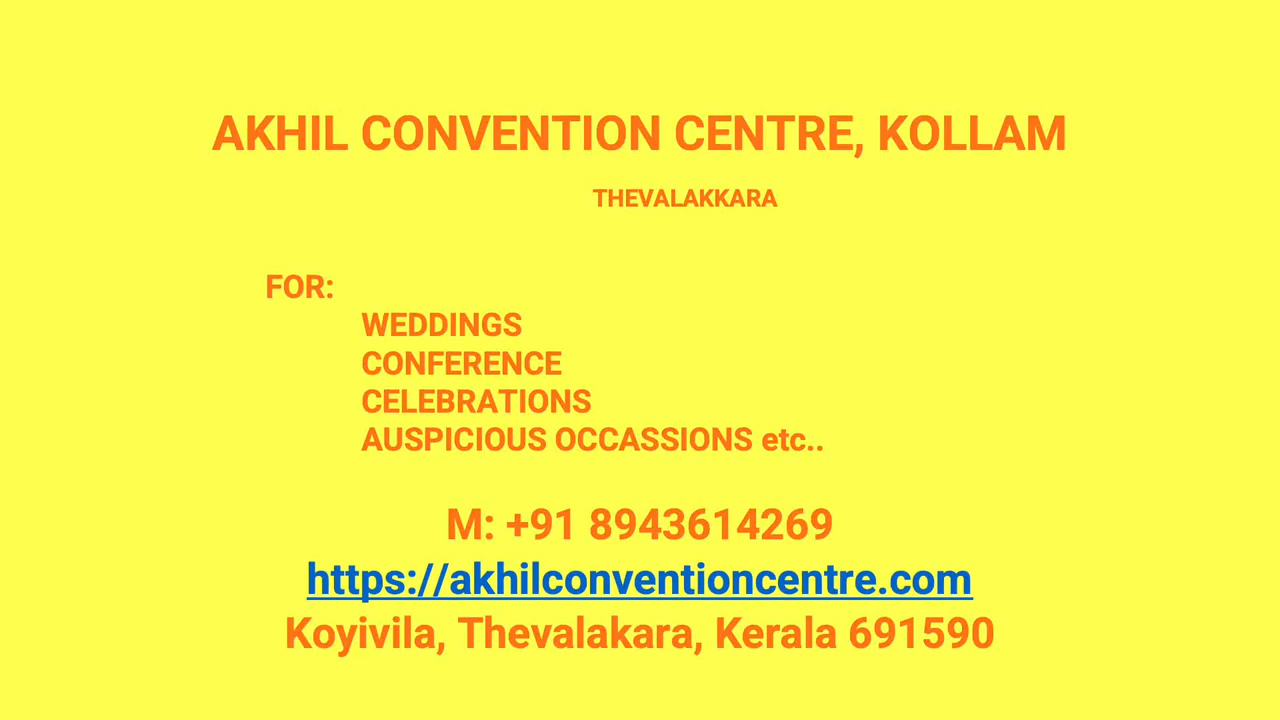 AKHIL CONVENTION CENTRE, KOLLAM
THEVALAKKARA
FOR:
WEDDINGS
CONFERENCE
CELEBRATIONS
AUSPICIOUS OCCASSIONS etc..
M: +91 8943614269
https://akhilconventioncentre.com
Koyivila, Thevalakara, Kerala 691590